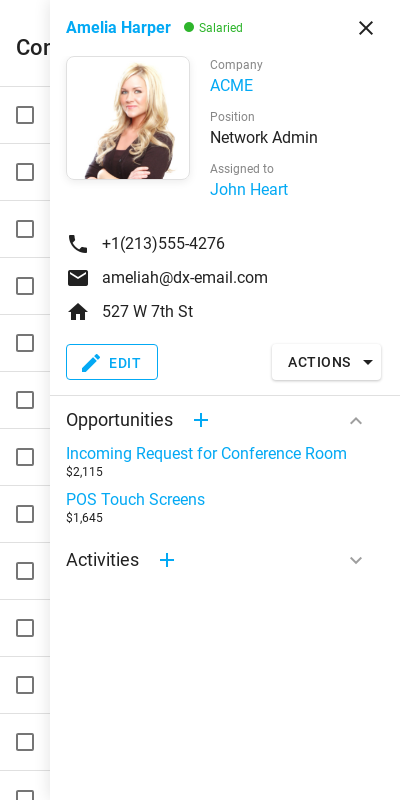 Con
Amelia Harper
Salaried
Company
ACME
Position
Network Admin
Assigned to
John Heart
+1(213)555-4276
ameliah@dx-email.com
527 W 7th St
EDIT
ACTIONS
Opportunities
Incoming Request for Conference Room
$2,115
POS Touch Screens
$1,645
Activities